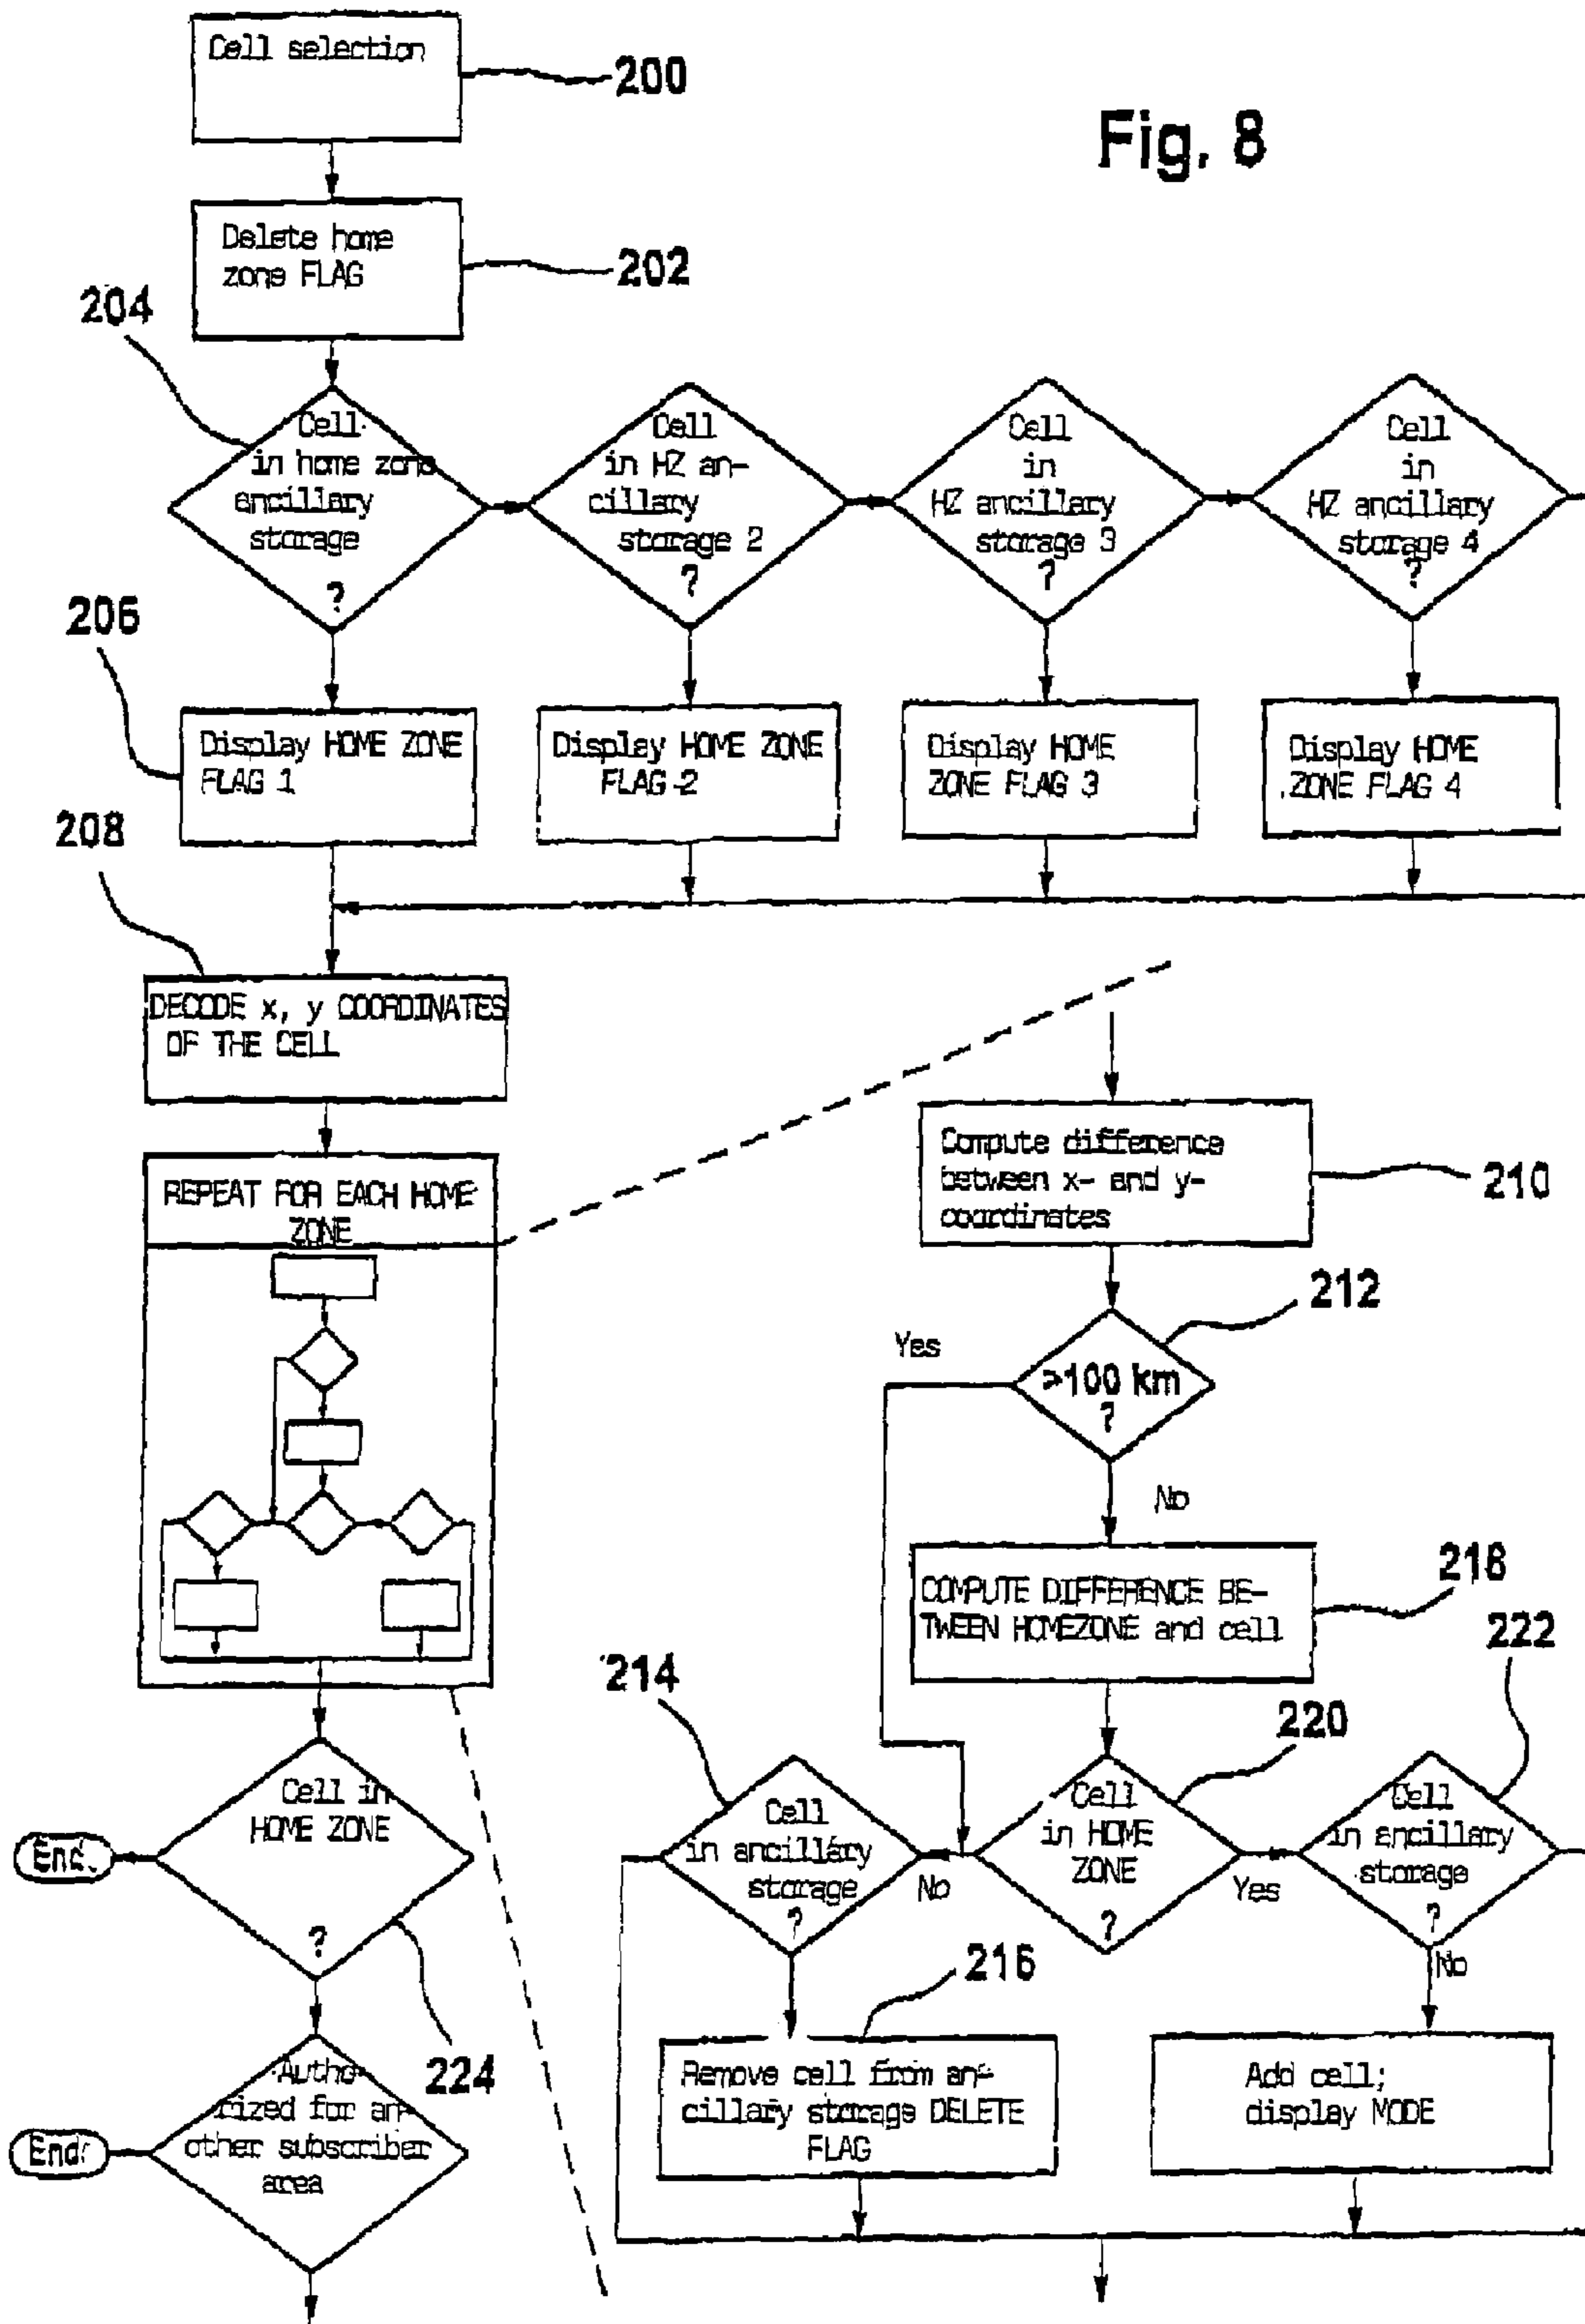 Cell selection
200
Fig. 8
Delete home
zone FLAG
202
204
Cell
in home zone
ancillary
storage
?
Cell
in HZ an-
cillary
storage 2
?
Cell
in
HZ ancillary
storage 3
?
Cell
in
HZ ancillary
storage 4
?
206
Display HOME ZONE
FLAG 1
Display HOME ZONE
FLAG 2
Display HOME
ZONE FLAG 3
Display HOME
ZONE FLAG 4
208
DECODE x, y COORDINATES
OF THE CELL
REPEAT FOR EACH HOME
ZONE
Compute difference
between x- and y-
coordinates
210
212
Yes
>100 km
?
No
COMPUTE DIFFERENCE BE-
TWEEN HOMEZONE and cell
218
214
Cell
in ancillary
storage
?
No
220
Cell
in HOME
ZONE
?
Yes
222
Cell
in ancillary
storage
?
No
216
Remove cell from an-
cillary storage DELETE
FLAG
Add cell;
display MODE
Cell in
HOME ZONE
?
End
224
Autho-
rized for an-
other subscriber
area
End